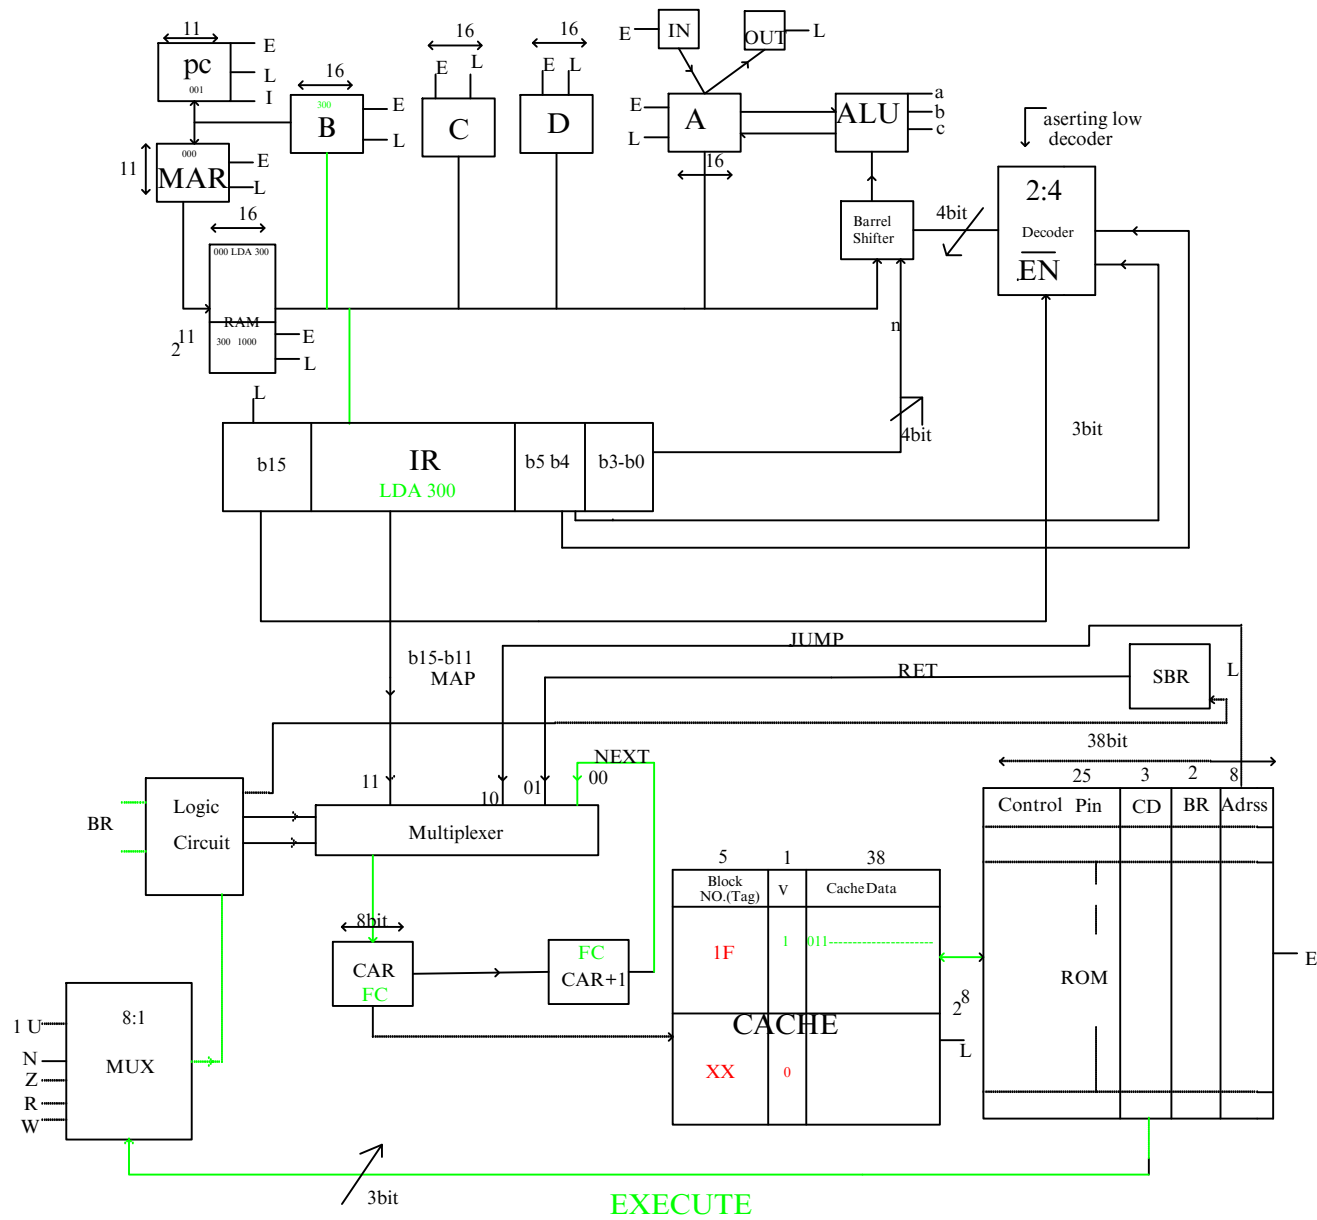 11
E
pc
L
001
I
16
300
B
E
L
16
E
L
C
16
E
L
D
E
IN
OUT
L
E
L
A
16
ALU
a
b
c
aserting low
decoder
11
000
MAR
E
L
16
000 LDA 300
RAM
300 1000
E
L
2
11
Barrel
Shifter
4bit
2:4
Decoder
EN
n
4bit
3bit
L
b15
IR
LDA 300
b5 b4
b3-b0
b15-b11
MAP
JUMP
RET
SBR
L
38bit
25
3
2
8
Control Pin
CD
BR
Adrss
ROM
E
NEXT
00
11
10
01
Logic
Circuit
BR
Multiplexer
8bit
CAR
FC
FC
CAR+1
5
1
38
Block
NO.(Tag)
V
Cache Data
1F
1
011----------------------
CACHE
XX
0
2
8
L
8:1
MUX
1 U
N
Z
R
W
3bit
EXECUTE